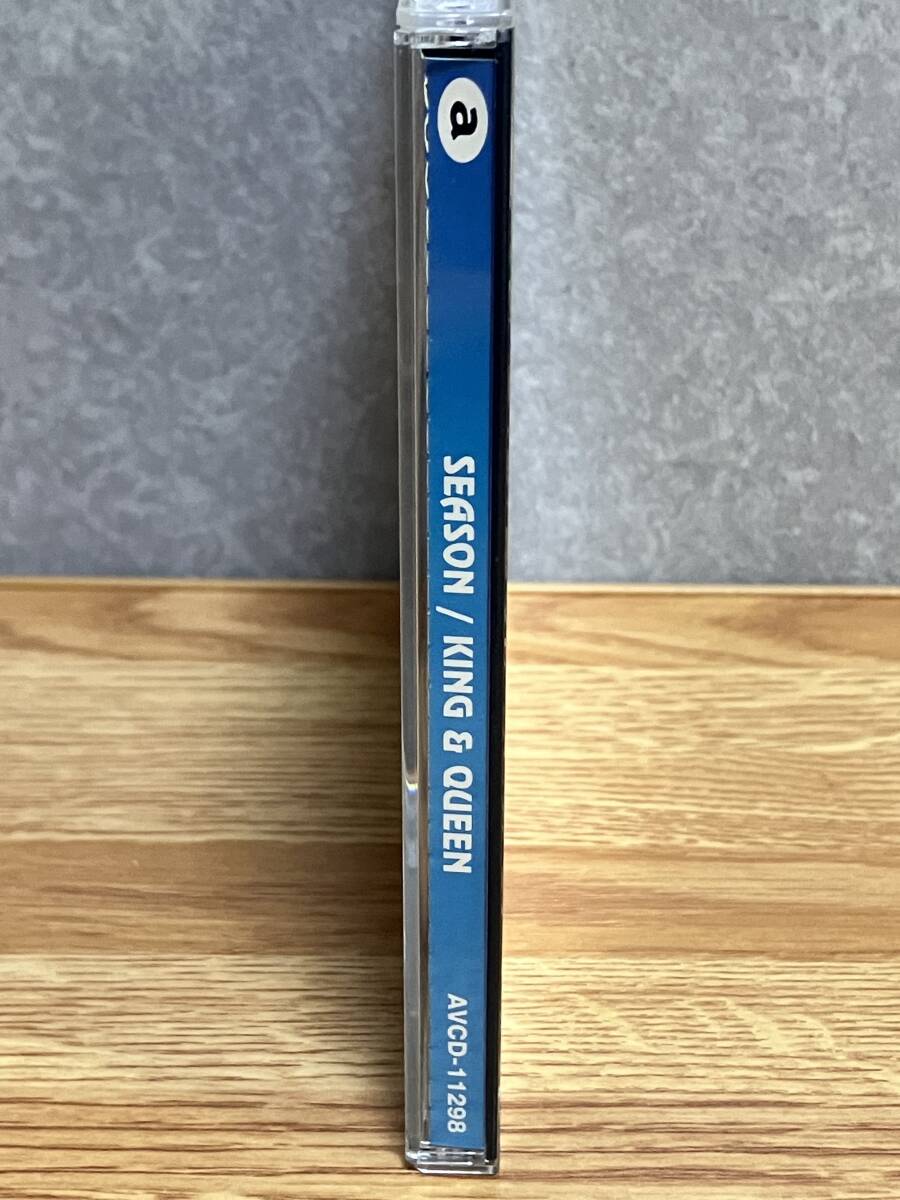 a
SEASON / KING & QUEEN
AVCD-11298